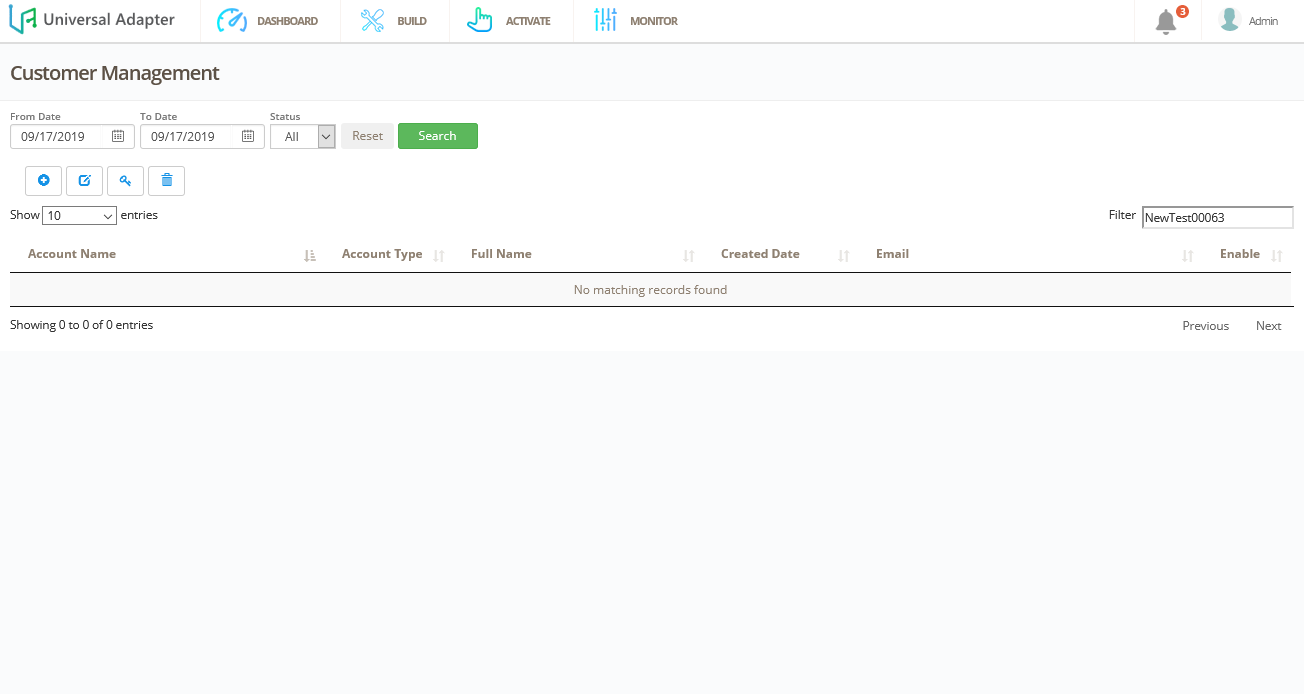 Universal Adapter DASHBOARD BUILD ACTIVATE MONITOR 3 Admin
Customer Management
From Date To Date Status
09/17/2019 09/17/2019 All Reset Search
Show 10 entries Filter NewTest00063
Account Name Account Type Full Name Created Date Email Enable
No matching records found
Showing 0 to 0 of 0 entries Previous Next